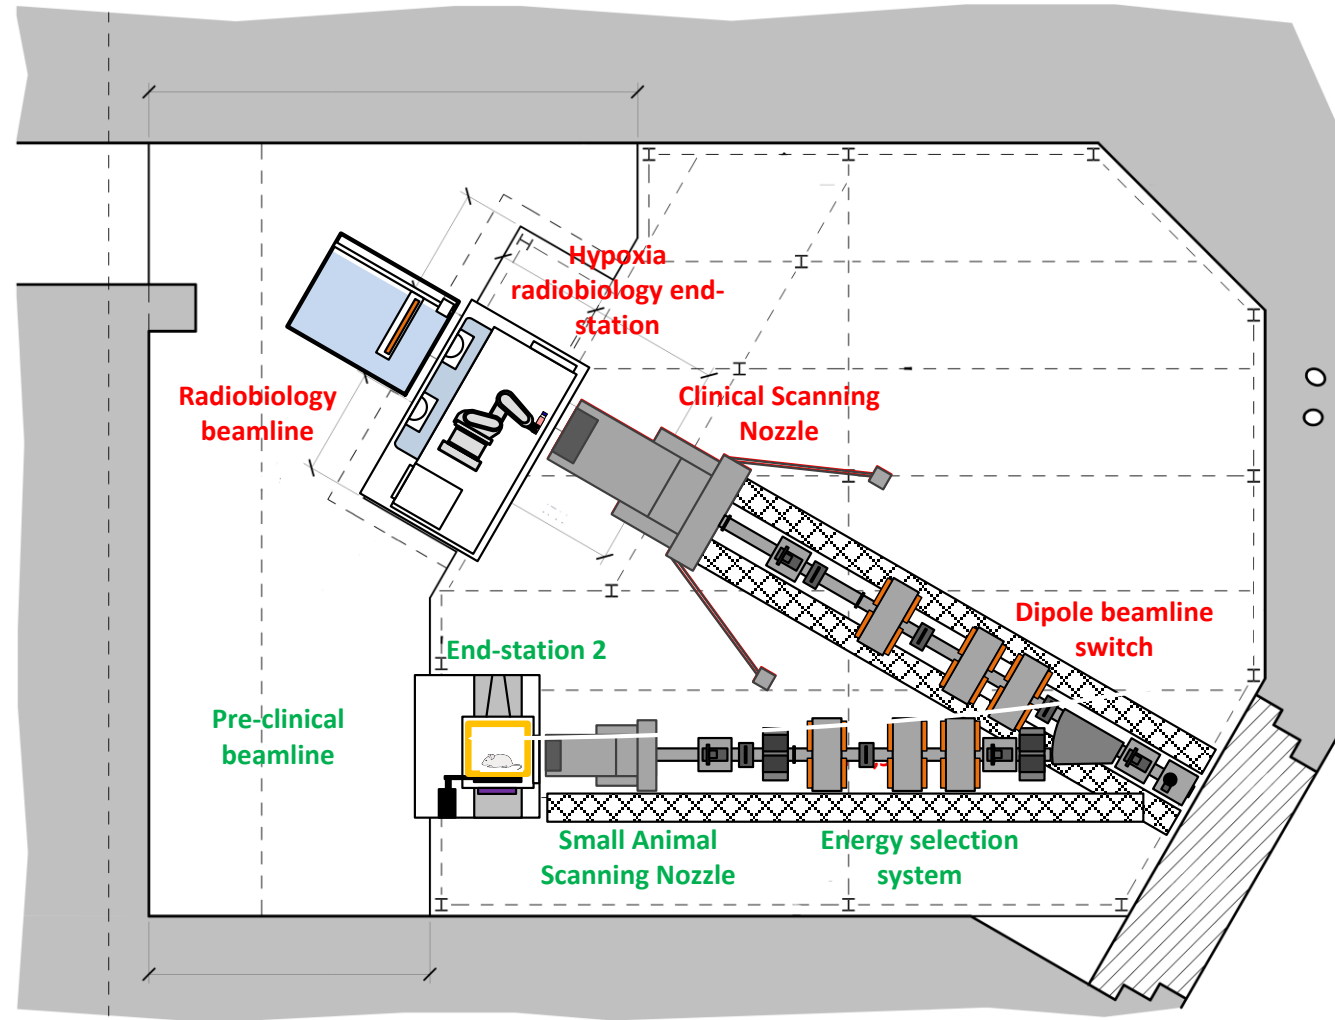 Hypoxia
radiobiology end-
station
Radiobiology
beamline
Clinical Scanning
Nozzle
Dipole beamline
switch
End-station 2
Pre-clinical
beamline
Small Animal
Scanning Nozzle
Energy selection
system